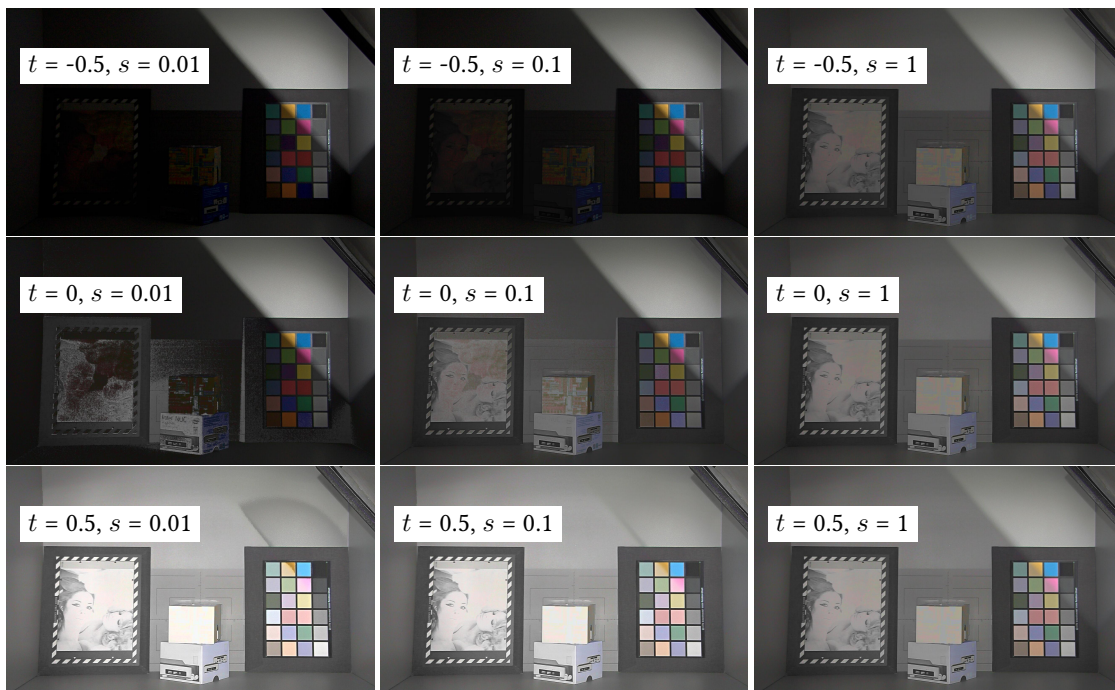 t = -0.5, s = 0.01
t = -0.5, s = 0.1
t = -0.5, s = 1
t = 0, s = 0.01
t = 0, s = 0.1
t = 0, s = 1
t = 0.5, s = 0.01
t = 0.5, s = 0.1
t = 0.5, s = 1